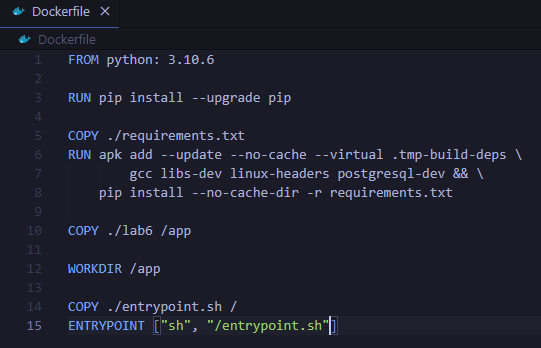 Dockerfile
Dockerfile
1 FROM python: 3.10.6
2
3 RUN pip install --upgrade pip
4
5 COPY ./requirements.txt
6 RUN apk add --update --no-cache --virtual .tmp-build-deps \
7 gcc libs-dev linux-headers postgresql-dev && \
8 pip install --no-cache-dir -r requirements.txt
9
10 COPY ./lab6 /app
11
12 WORKDIR /app
13
14 COPY ./entrypoint.sh /
15 ENTRYPOINT ["sh", "/entrypoint.sh"]